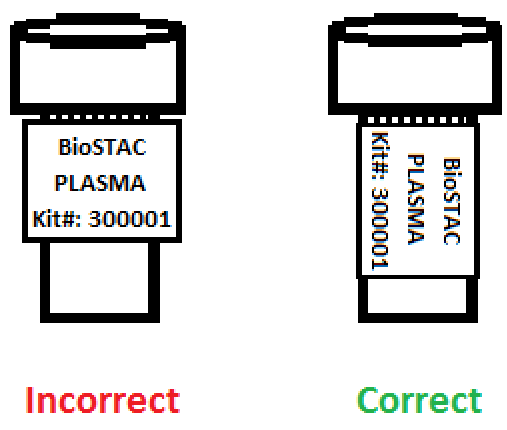 BioSTAC
PLASMA
Kit#: 300001
BioSTAC
PLASMA
Kit#: 300001
Incorrect
Correct